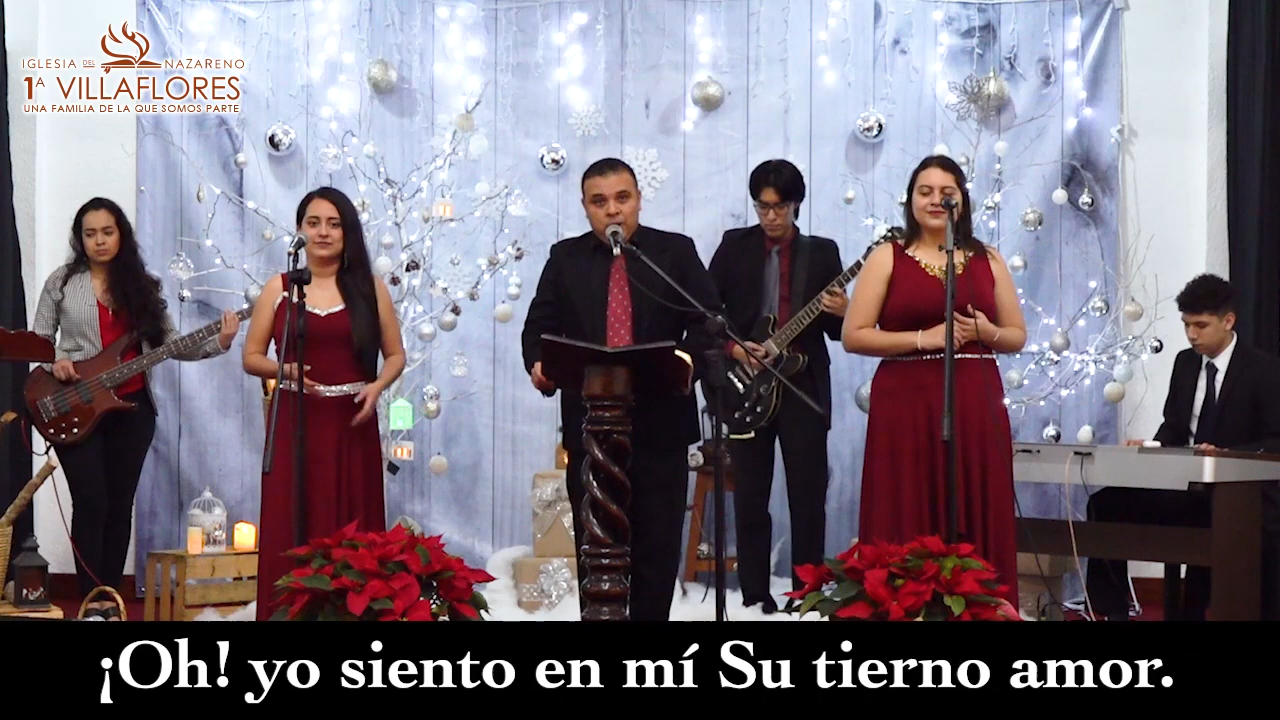 IGLESIA DEL NAZARENO
1ª VILLAFLORES
UNA FAMILIA DE LA QUE SOMOS PARTE
¡Oh! yo siento en mí Su tierno amor.